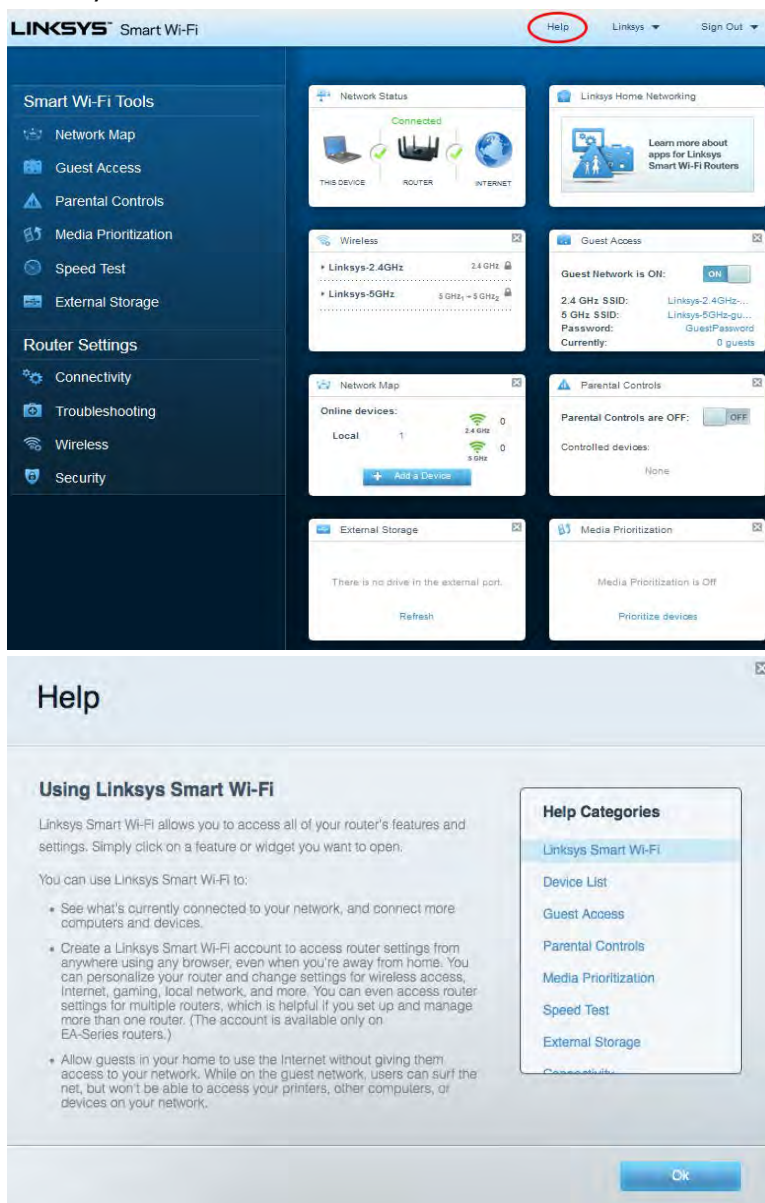 LINKSYS™ Smart Wi-Fi
Help
Linksys
Sign Out
Smart Wi-Fi Tools
Network Map
Guest Access
Parental Controls
Media Prioritization
Speed Test
External Storage
Router Settings
Connectivity
Troubleshooting
Wireless
Security
Network Status
Connected
THIS DEVICE
ROUTER
INTERNET
Linksys Home Networking
Learn more about
apps for Linksys
Smart Wi-Fi Routers
Wireless
Linksys-2.4GHz 2.4 GHz
Linksys-5GHz 5 GHz1 = 5 GHz2
Guest Access
Guest Network is ON: ON
2.4 GHz SSID: Linksys-2.4GHz-...
5 GHz SSID: Linksys-5GHz-gu...
Password: GuestPassword
Currently: 0 guests
Network Map
Online devices:
Local 1
0
2.4 GHz
0
5 GHz
+ Add a Device
Parental Controls
Parental Controls are OFF: OFF
Controlled devices:
None
External Storage
There is no drive in the external port.
Refresh
Media Prioritization
Media Prioritization is Off
Prioritize devices
Help
Using Linksys Smart Wi-Fi
Linksys Smart Wi-Fi allows you to access all of your router's features and
settings. Simply click on a feature or widget you want to open.
You can use Linksys Smart Wi-Fi to:
• See what's currently connected to your network, and connect more
computers and devices.
• Create a Linksys Smart Wi-Fi account to access router settings from
anywhere using any browser, even when you're away from home. You
can personalize your router and change settings for wireless access,
Internet, gaming, local network, and more. You can even access router
settings for multiple routers, which is helpful if you set up and manage
more than one router. (The account is available only on
EA-Series routers.)
• Allow guests in your home to use the Internet without giving them
access to your network. While on the guest network, users can surf the
net, but won't be able to access your printers, other computers, or
devices on your network.
Help Categories
Linksys Smart Wi-Fi
Device List
Guest Access
Parental Controls
Media Prioritization
Speed Test
External Storage
Connectivity
Ok